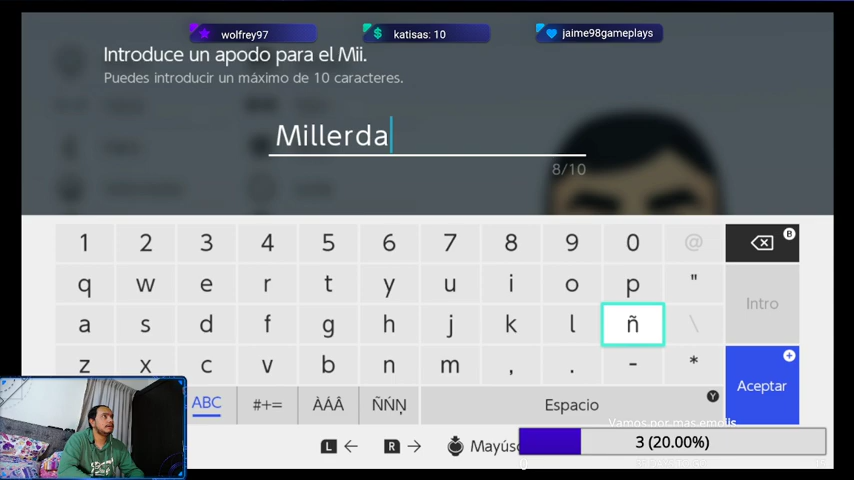 wolfrey97
katisas: 10
jaime98gameplays
Introduce un apodo para el Mii.
Puedes introducir un máximo de 10 caracteres.
Millerda
8/10
1 2 3 4 5 6 7 8 9 0 @ B
q w e r t y u i o p "
a s d f g h j k l ñ \ Intro
z x c v b n m , . - * + Aceptar
ABC #+= ÀÁÂ ÑŃŅ Espacio Y
Vamos por mas emojis
L ← R → Mayús
3 (20.00%)